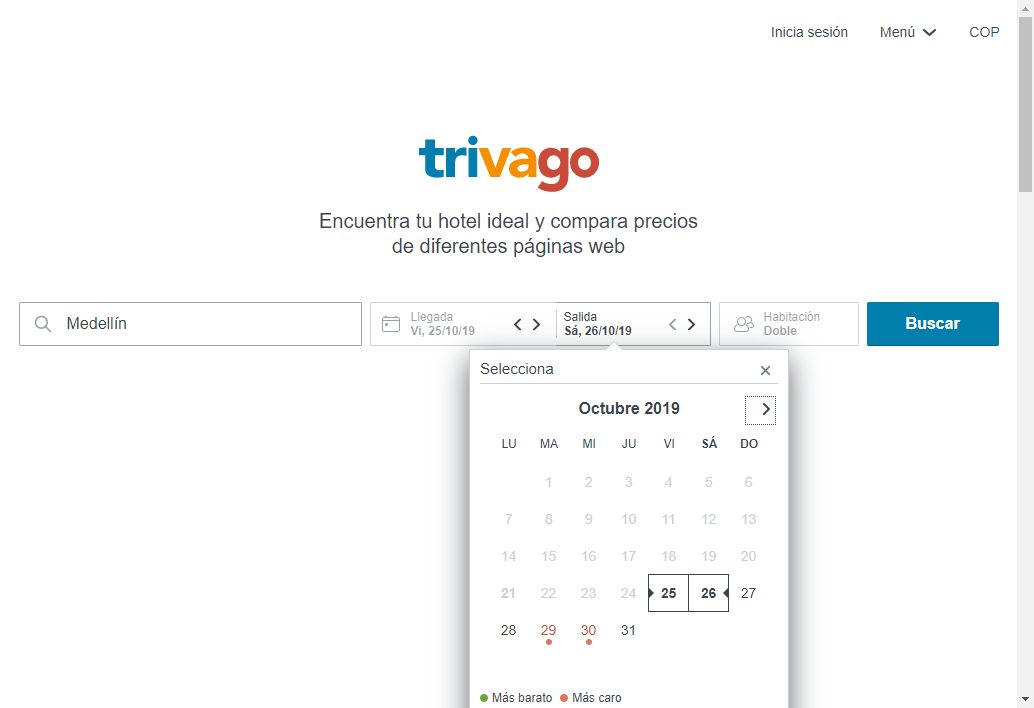 Inicia sesión Menú COP
trivago
Encuentra tu hotel ideal y compara precios
de diferentes páginas web
Medellín
Llegada
Vi, 25/10/19
Salida
Sá, 26/10/19
Habitación
Doble
Buscar
Selecciona
Octubre 2019
LU MA MI JU VI SÁ DO
1 2 3 4 5 6
7 8 9 10 11 12 13
14 15 16 17 18 19 20
21 22 23 24 25 26 27
28 29 30 31
Más barato Más caro